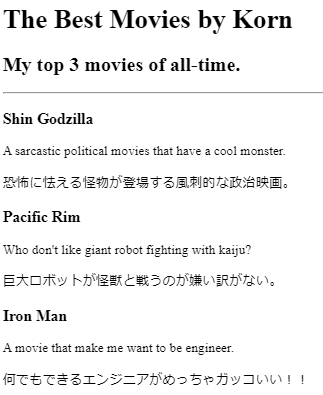 The Best Movies by Korn
My top 3 movies of all-time.
Shin Godzilla
A sarcastic political movies that have a cool monster.
恐怖に怯える怪物が登場する風刺的な政治映画。
Pacific Rim
Who don't like giant robot fighting with kaiju?
巨大ロボットが怪獣と戦うのが嫌い訳がない。
Iron Man
A movie that make me want to be engineer.
何でもできるエンジニアがめっちゃガッコいい！！